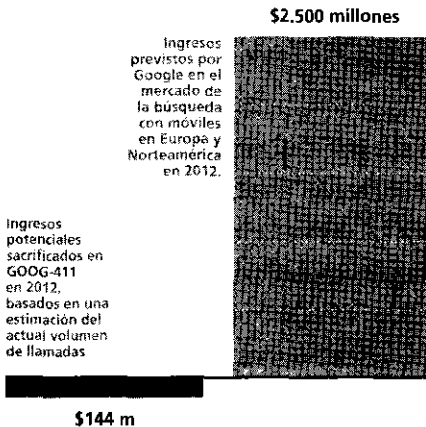 $2.500 millones
Ingresos
previstos por
Google en el
mercado de
la búsqueda
con móviles
en Europa y
Norteamérica
en 2012.
Ingresos
potenciales
sacrificados en
GOOG-411
en 2012,
basados en una
estimación del
actual volumen
de llamadas
$144 m